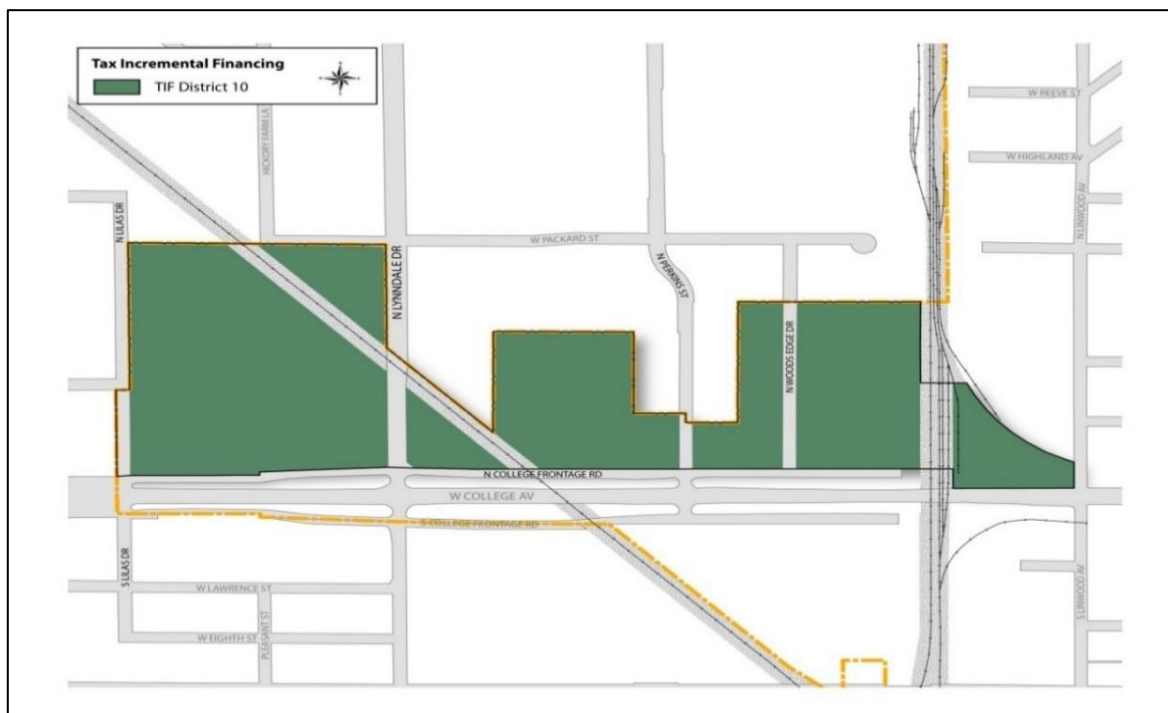 Tax Incremental Financing
TIF District 10
W REEVE ST
HICKORY FARM LA
W HIGHLAND AV
N LILAS DR
N LINWOOD AV
W PACKARD ST
N LYNNDALE DR
N PERKINS ST
N WOODS EDGE DR
N COLLEGE FRONTAGE RD
W COLLEGE AV
S COLLEGE FRONTAGE RD
S LILAS DR
W LAWRENCE ST
S LINWOOD AV
PLEASANT ST
W EIGHTH ST